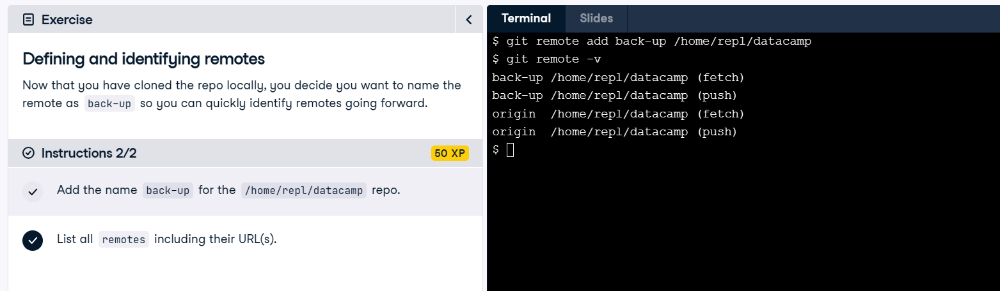 Exercise
Defining and identifying remotes
Now that you have cloned the repo locally, you decide you want to name the
remote as back-up so you can quickly identify remotes going forward.
Instructions 2/2
50 XP
Add the name back-up for the /home/repl/datacamp repo.
List all remotes including their URL(s).
Terminal
Slides
$ git remote add back-up /home/repl/datacamp
$ git remote -v
back-up /home/repl/datacamp (fetch)
back-up /home/repl/datacamp (push)
origin  /home/repl/datacamp (fetch)
origin  /home/repl/datacamp (push)
$